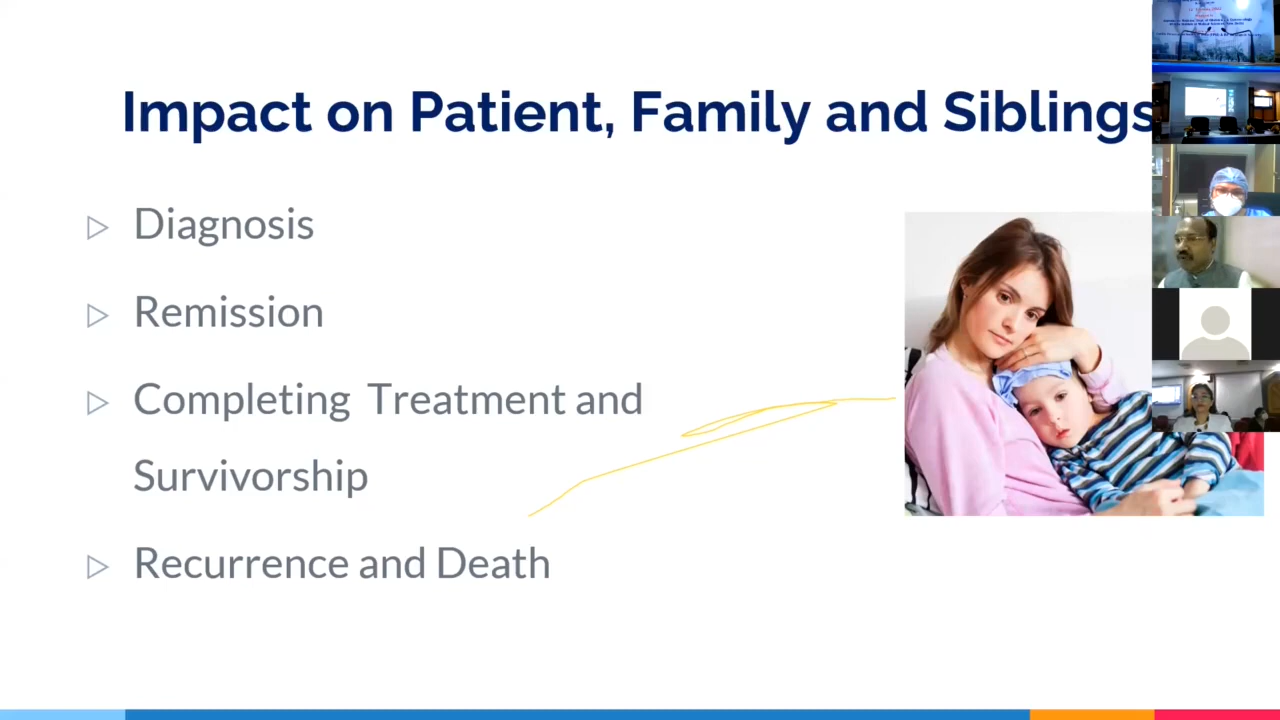 Impact on Patient, Family and Siblings
Diagnosis
Remission
Completing Treatment and
Survivorship
Recurrence and Death